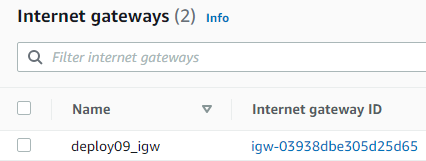 Internet gateways (2) Info
Filter internet gateways
Name Internet gateway ID
deploy09_igw igw-03938dbe305d25d65